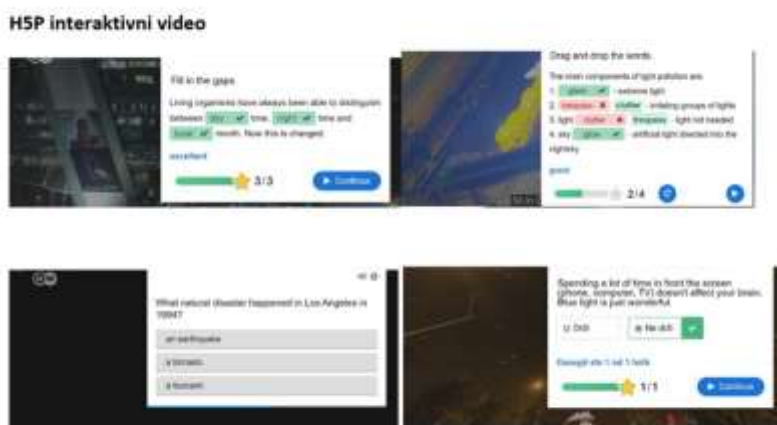 H5P interaktivni video
Fill in the gaps
Living organisms have always been able to distinguish
between day time, night time and
month. Now this is changed.
excellent
3/3
Continue
Drag and drop the words.
The main components of light pollution are:
1. glare - extreme light
2. trespass clutter - irritating groups of lights
3. light clutter trespass - light not needed
4. sky glow - artificial light directed into the
nightsky
good
2/4
What natural disaster happened in Los Angeles in
1994?
an earthquake
a tornado
a tsunami
Spending a lot of time in front the screen
(phone, computer, TV) doesn't affect your brain.
Blue light is just wonderful.
Drži
Ne drži
1/1
Continue